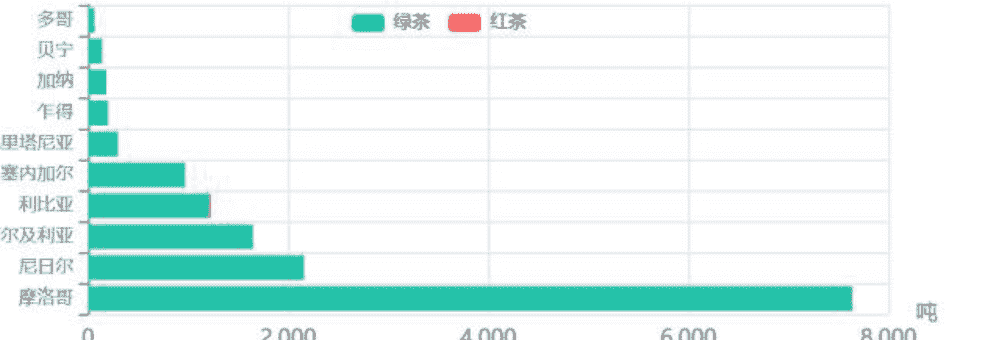 绿茶 红茶
多哥
贝宁
加纳
乍得
里塔尼亚
塞内加尔
利比亚
尔及利亚
尼日尔
摩洛哥
吨
0 2,000 4,000 6,000 8,000